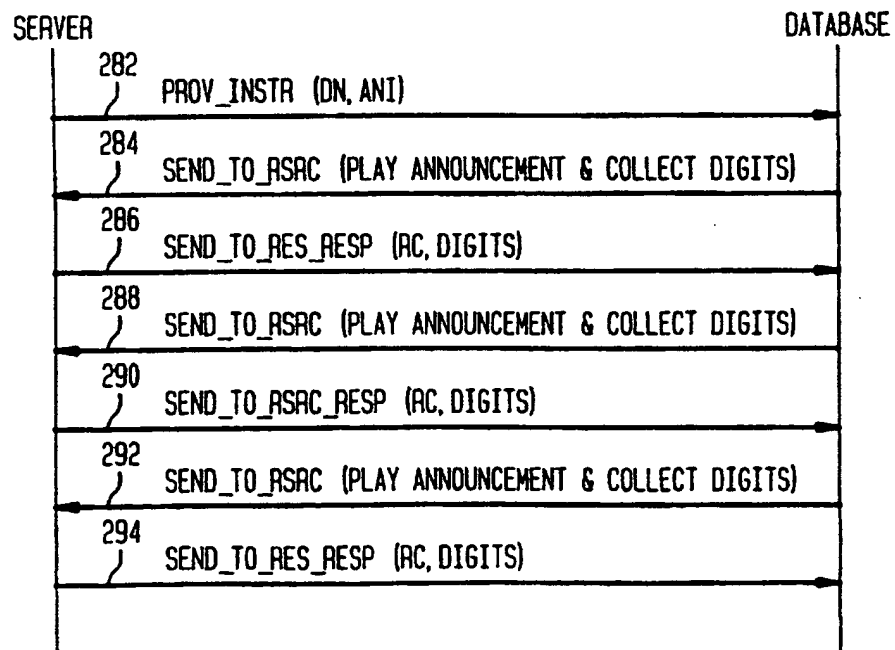 SERVER
DATABASE
282
PROV_INSTR (DN, ANI)
284
SEND_TO_RSRC (PLAY ANNOUNCEMENT & COLLECT DIGITS)
286
SEND_TO_RES_RESP (RC, DIGITS)
288
SEND_TO_RSRC (PLAY ANNOUNCEMENT & COLLECT DIGITS)
290
SEND_TO_RSRC_RESP (RC, DIGITS)
292
SEND_TO_RSRC (PLAY ANNOUNCEMENT & COLLECT DIGITS)
294
SEND_TO_RES_RESP (RC, DIGITS)